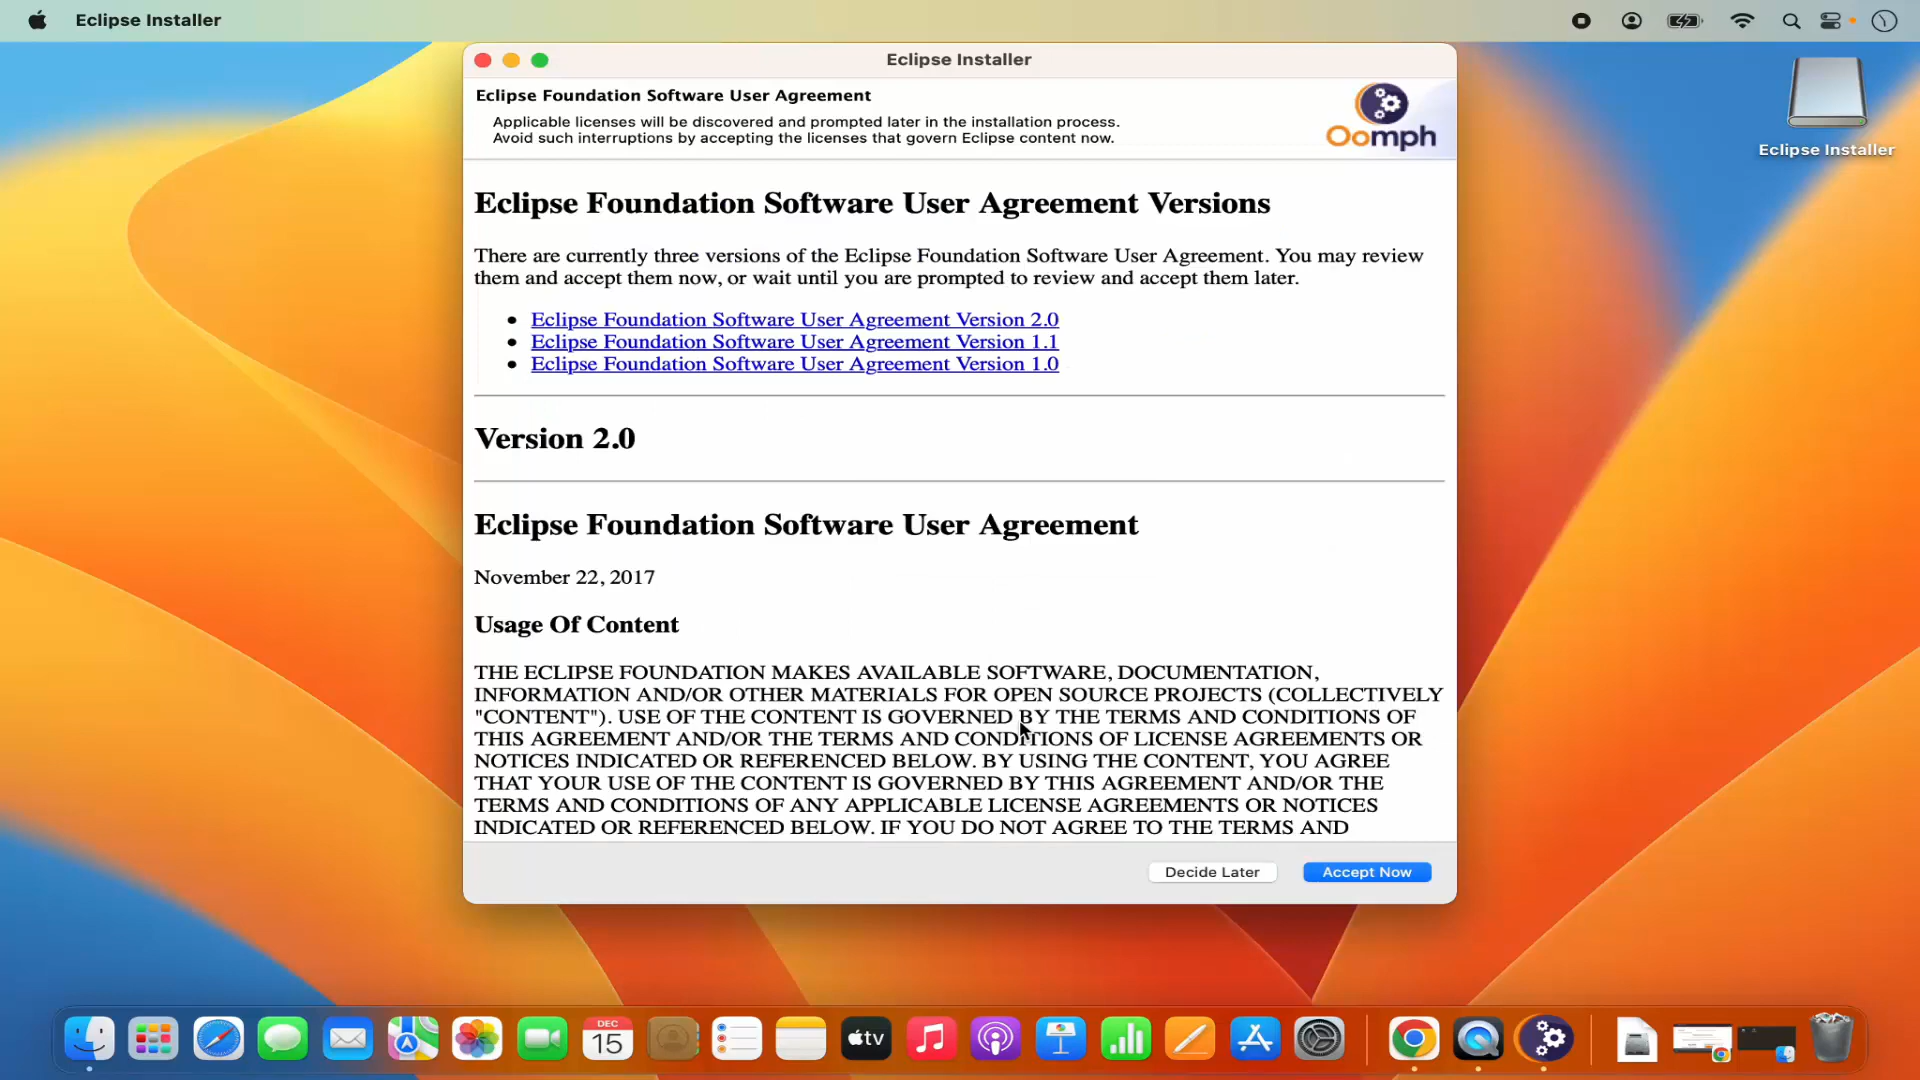 Eclipse Installer
Eclipse Installer
Eclipse Foundation Software User Agreement
Applicable licenses will be discovered and prompted later in the installation process.
Avoid such interruptions by accepting the licenses that govern Eclipse content now.
Oomph
Eclipse Installer
Eclipse Foundation Software User Agreement Versions
There are currently three versions of the Eclipse Foundation Software User Agreement. You may review
them and accept them now, or wait until you are prompted to review and accept them later.
• Eclipse Foundation Software User Agreement Version 2.0
• Eclipse Foundation Software User Agreement Version 1.1
• Eclipse Foundation Software User Agreement Version 1.0
Version 2.0
Eclipse Foundation Software User Agreement
November 22, 2017
Usage Of Content
THE ECLIPSE FOUNDATION MAKES AVAILABLE SOFTWARE, DOCUMENTATION,
INFORMATION AND/OR OTHER MATERIALS FOR OPEN SOURCE PROJECTS (COLLECTIVELY
"CONTENT"). USE OF THE CONTENT IS GOVERNED BY THE TERMS AND CONDITIONS OF
THIS AGREEMENT AND/OR THE TERMS AND CONDITIONS OF LICENSE AGREEMENTS OR
NOTICES INDICATED OR REFERENCED BELOW. BY USING THE CONTENT, YOU AGREE
THAT YOUR USE OF THE CONTENT IS GOVERNED BY THIS AGREEMENT AND/OR THE
TERMS AND CONDITIONS OF ANY APPLICABLE LICENSE AGREEMENTS OR NOTICES
INDICATED OR REFERENCED BELOW. IF YOU DO NOT AGREE TO THE TERMS AND
Decide Later
Accept Now
DEC
15
tv